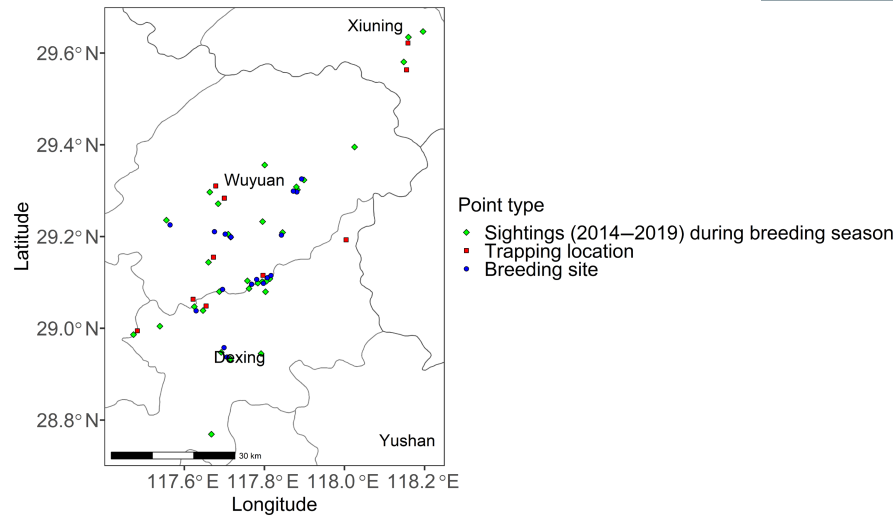 Xiuning
29.6° N
29.4° N
Wuyuan
29.2° N
29.0° N
Dexing
28.8° N
Yushan
30 km
117.6° E 117.8° E 118.0° E 118.2° E
Longitude
Latitude
Point type
Sightings (2014–2019) during breeding season
Trapping location
Breeding site